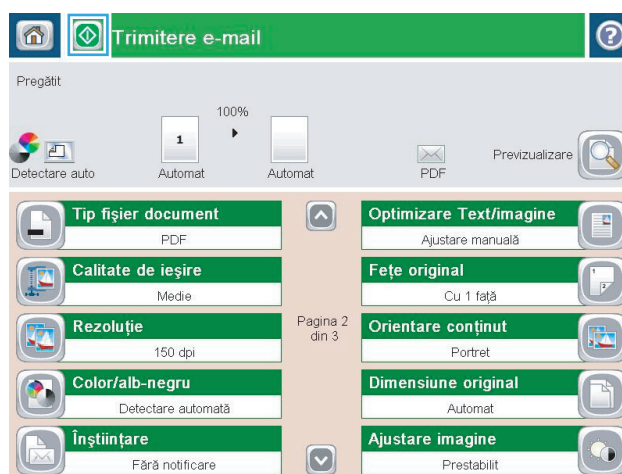 Trimitere e-mail
?
Pregătit
100%
1
Detectare auto
Automat
Automat
PDF
Previzualizare
Tip fişier document
PDF
Calitate de ieşire
Medie
Rezoluţie
150 dpi
Color/alb-negru
Detectare automată
Înştiinţare
Fără notificare
Pagina 2
din 3
Optimizare Text/imagine
Ajustare manuală
Feţe original
Cu 1 faţă
1
2
Orientare conţinut
Portret
Dimensiune original
Automat
Ajustare imagine
Prestabilit